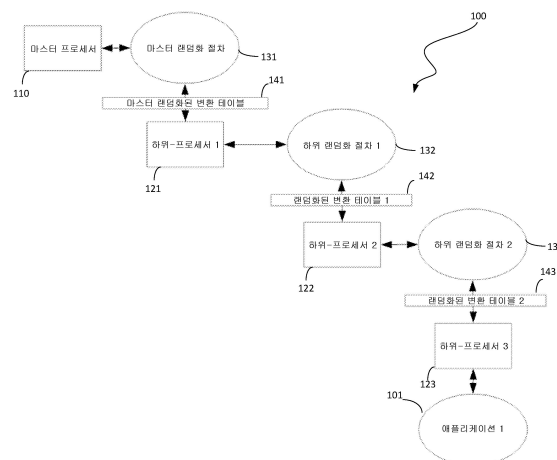 100
마스터 프로세서
110
마스터 랜덤화 절차
131
141
마스터 랜덤화된 변환 테이블
하위-프로세서 1
121
하위 랜덤화 절차 1
132
142
랜덤화된 변환 테이블 1
하위-프로세서 2
122
하위 랜덤화 절차 2
13
143
랜덤화된 변환 테이블 2
하위-프로세서 3
123
101
애플리케이션 1